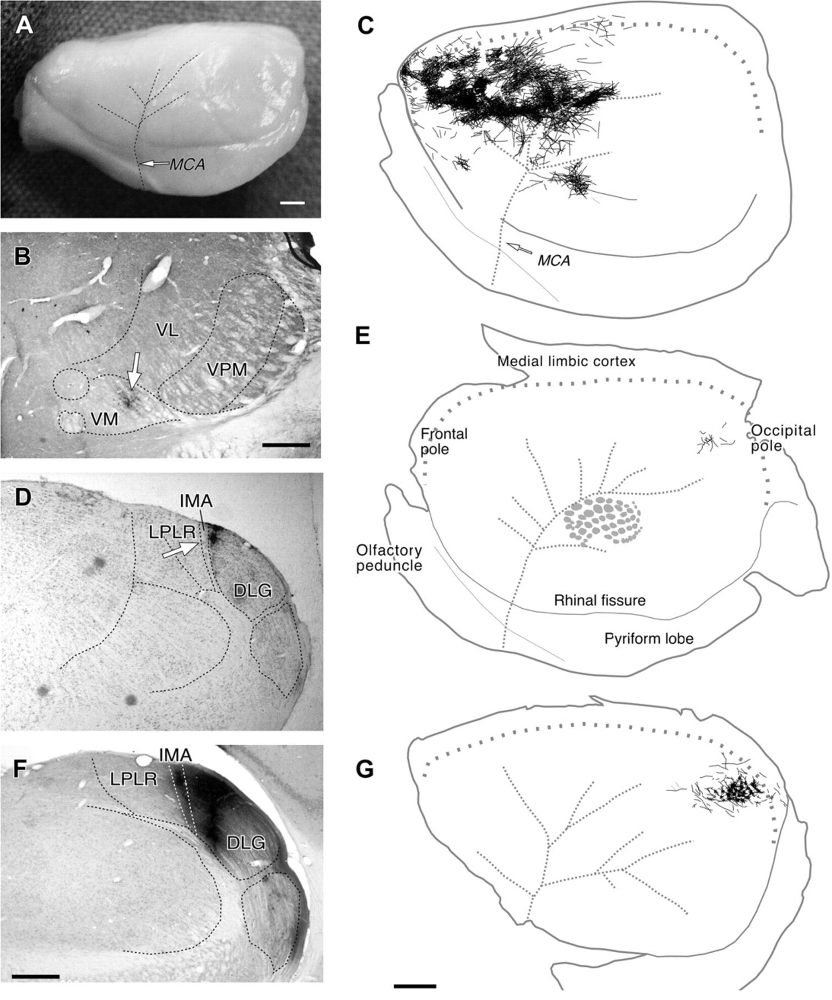 A
MCA
B
VL
VPM
VM
C
MCA
D
IMA
LPLR
DLG
E
Medial limbic cortex
Frontal
pole
Occipital
pole
Olfactory
peduncle
Rhinal fissure
Pyriform lobe
F
IMA
LPLR
DLG
G